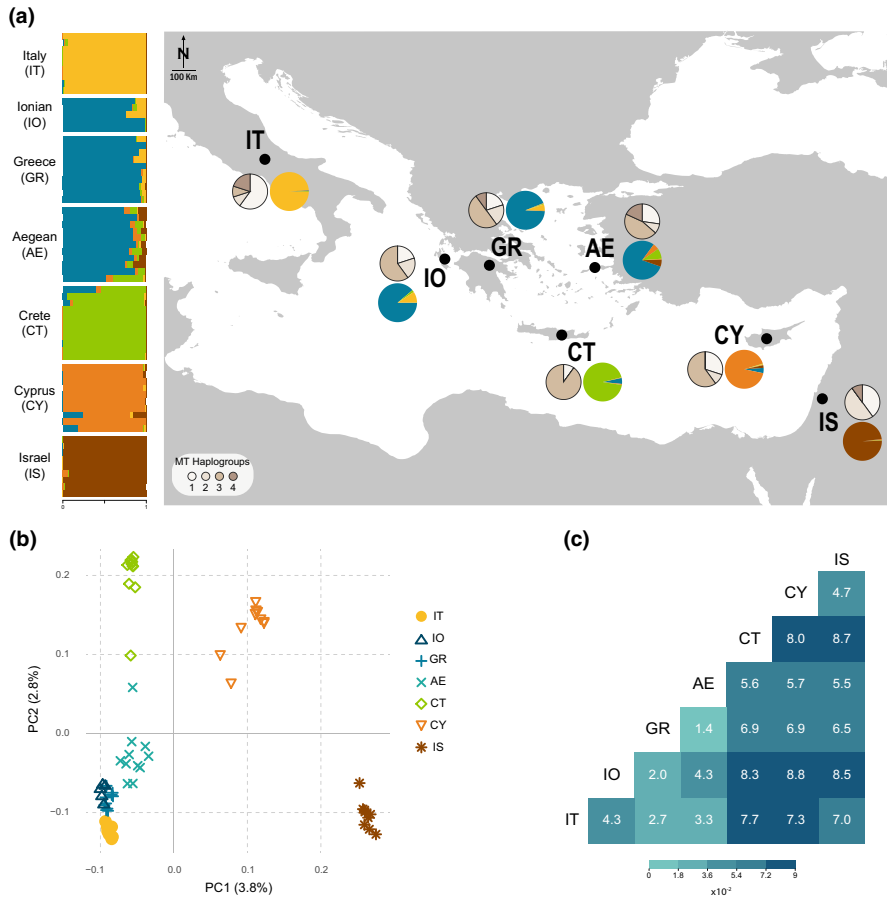 (a)
Italy
(IT)
Ionian
(IO)
Greece
(GR)
Aegean
(AE)
Crete
(CT)
Cyprus
(CY)
Israel
(IS)
0
1
N
100 Km
IT
IO
GR
AE
CT
CY
IS
MT Haplogroups
1 2 3 4
(b)
PC2 (2.8%)
0.2
0.1
0.0
−0.1
−0.1 0.0 0.1 0.2
PC1 (3.8%)
IT
IO
GR
AE
CT
CY
IS
(c)
IS
CY 4.7
CT 8.0 8.7
AE 5.6 5.7 5.5
GR 1.4 6.9 6.9 6.5
IO 2.0 4.3 8.3 8.8 8.5
IT 4.3 2.7 3.3 7.7 7.3 7.0
0 1.8 3.6 5.4 7.2 9
x10⁻²